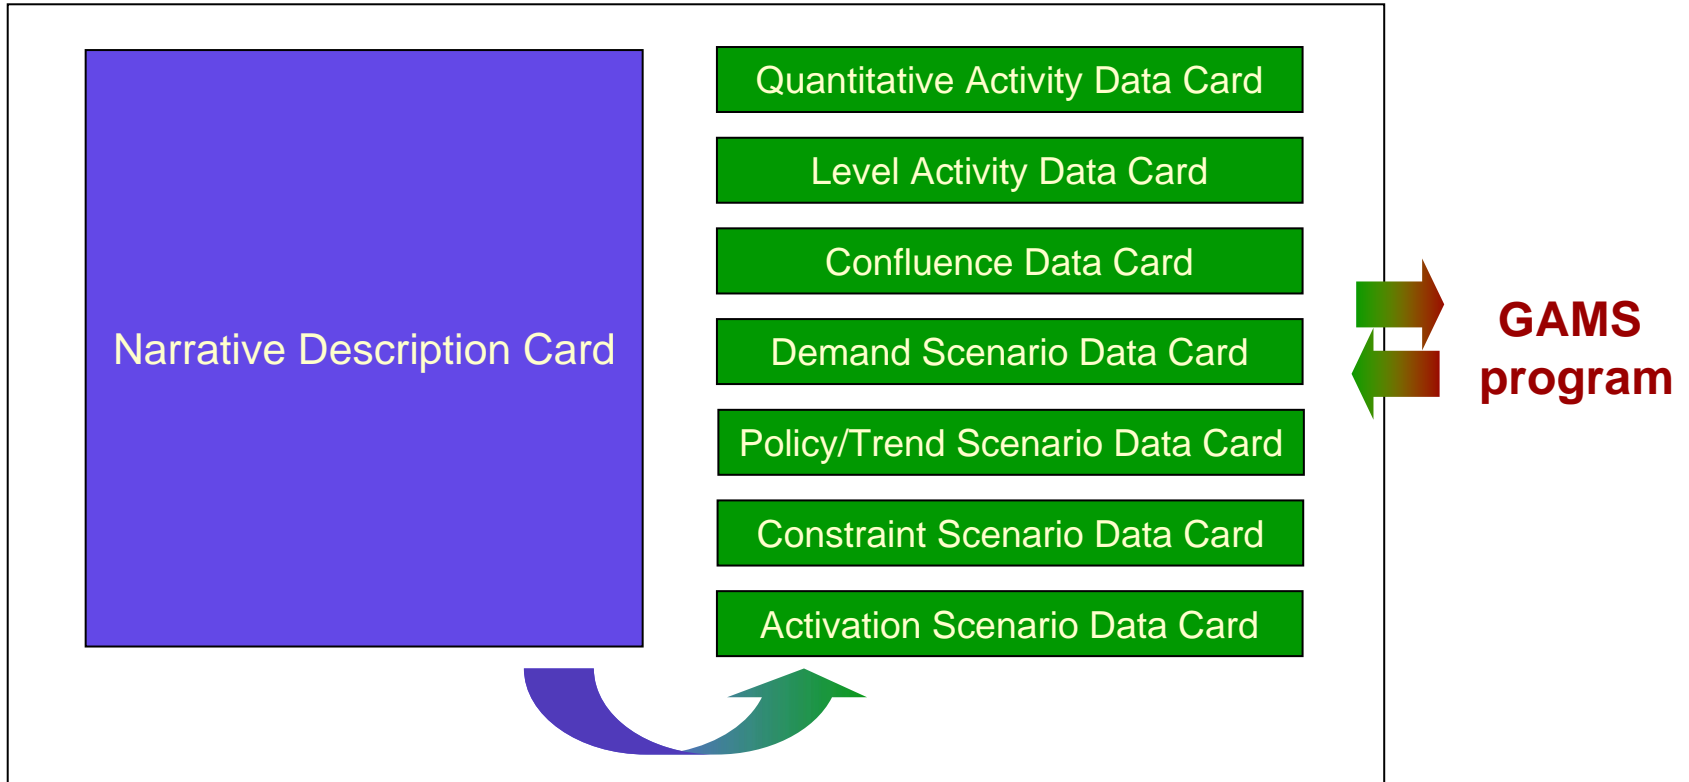 Narrative Description Card
Quantitative Activity Data Card
Level Activity Data Card
Confluence Data Card
Demand Scenario Data Card
Policy/Trend Scenario Data Card
Constraint Scenario Data Card
Activation Scenario Data Card
GAMS
program